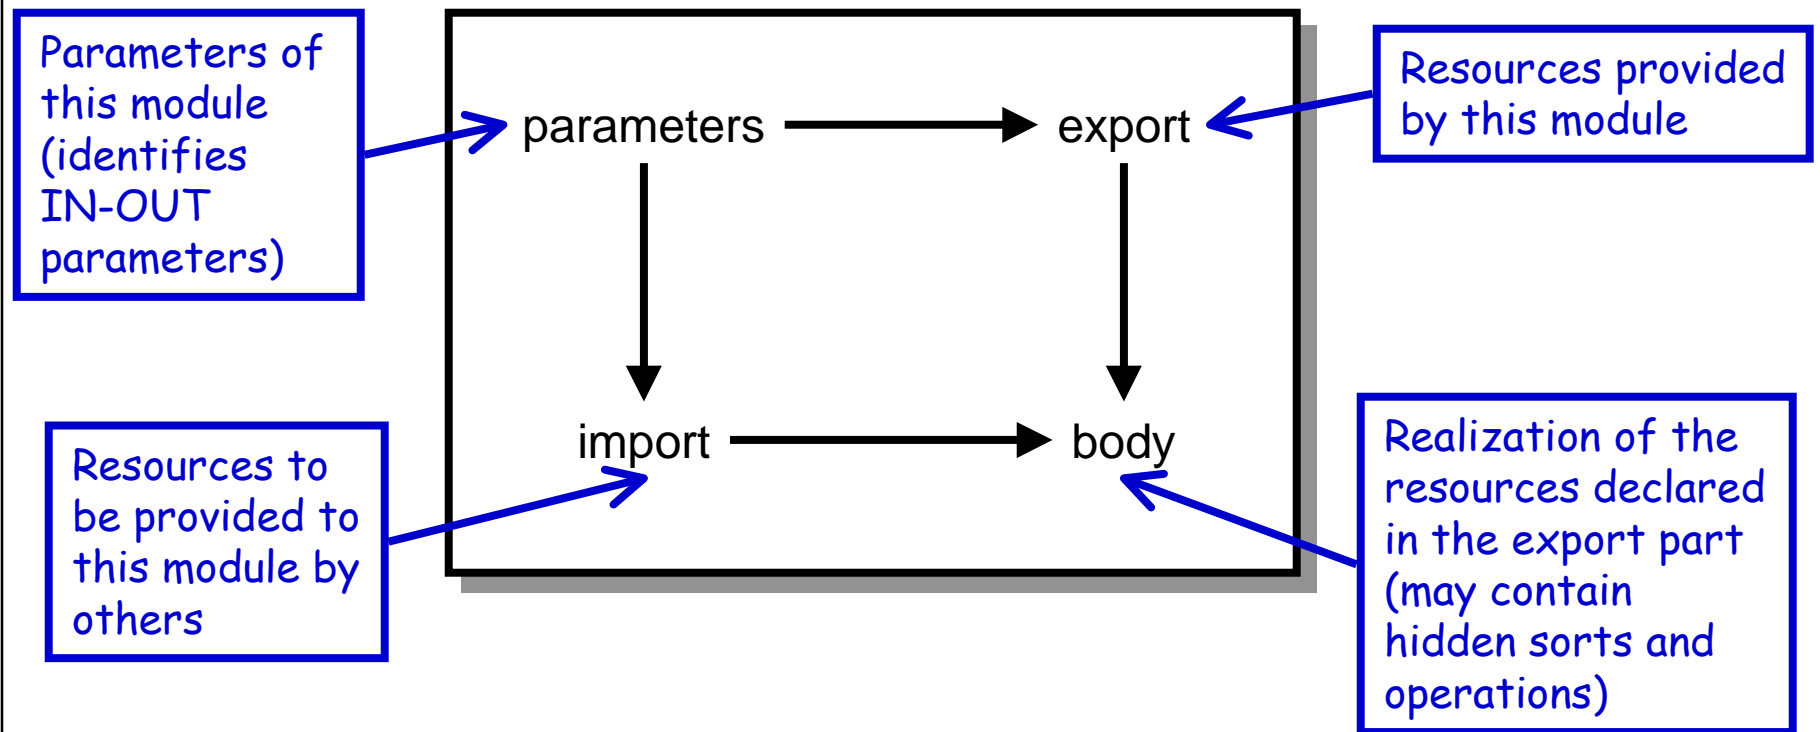 Parameters of
this module
(identifies
IN-OUT
parameters)
parameters
export
Resources provided
by this module
import
body
Resources to
be provided to
this module by
others
Realization of the
resources declared
in the export part
(may contain
hidden sorts and
operations)